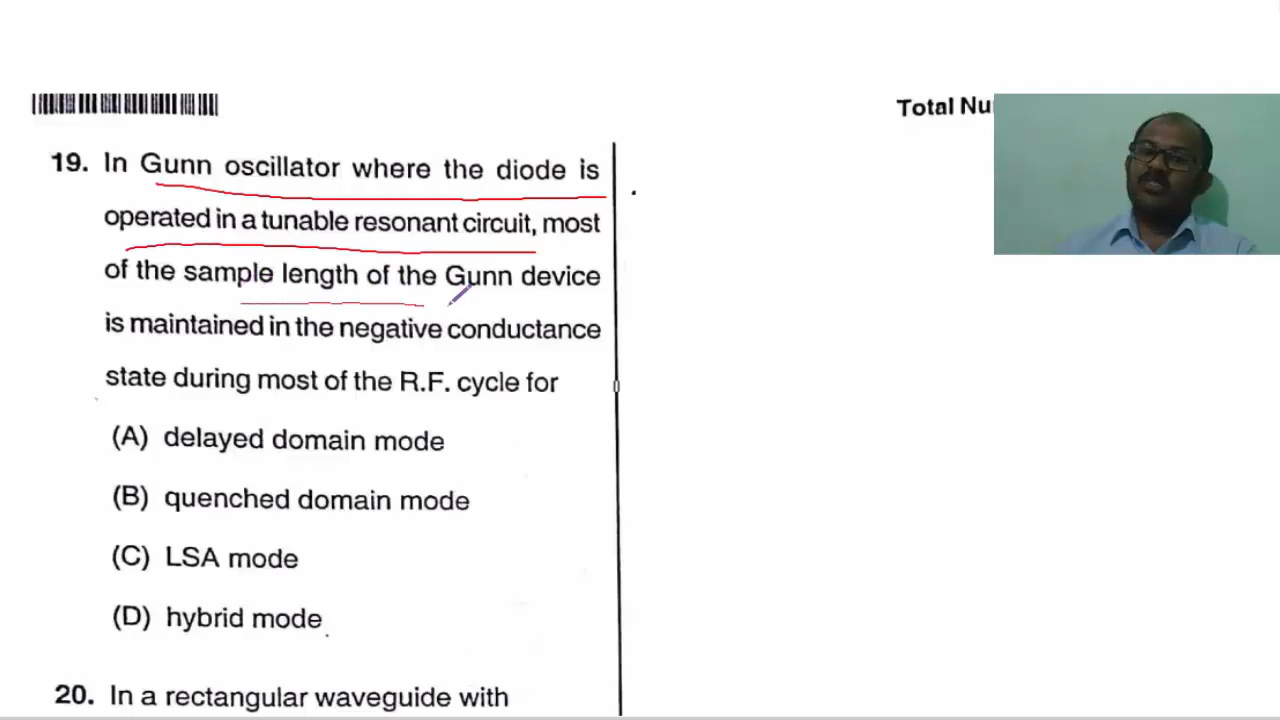 Total Nu
19. In Gunn oscillator where the diode is
operated in a tunable resonant circuit, most
of the sample length of the Gunn device
is maintained in the negative conductance
state during most of the R.F. cycle for
(A) delayed domain mode
(B) quenched domain mode
(C) LSA mode
(D) hybrid mode
20. In a rectangular waveguide with